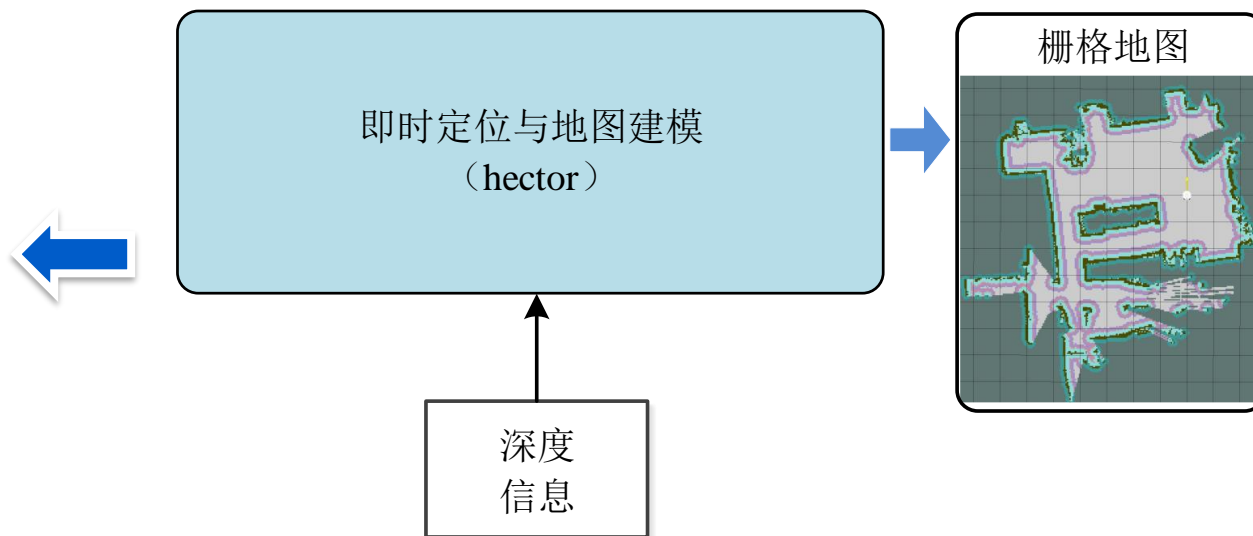 栅格地图
即时定位与地图建模
（hector）
深度
信息